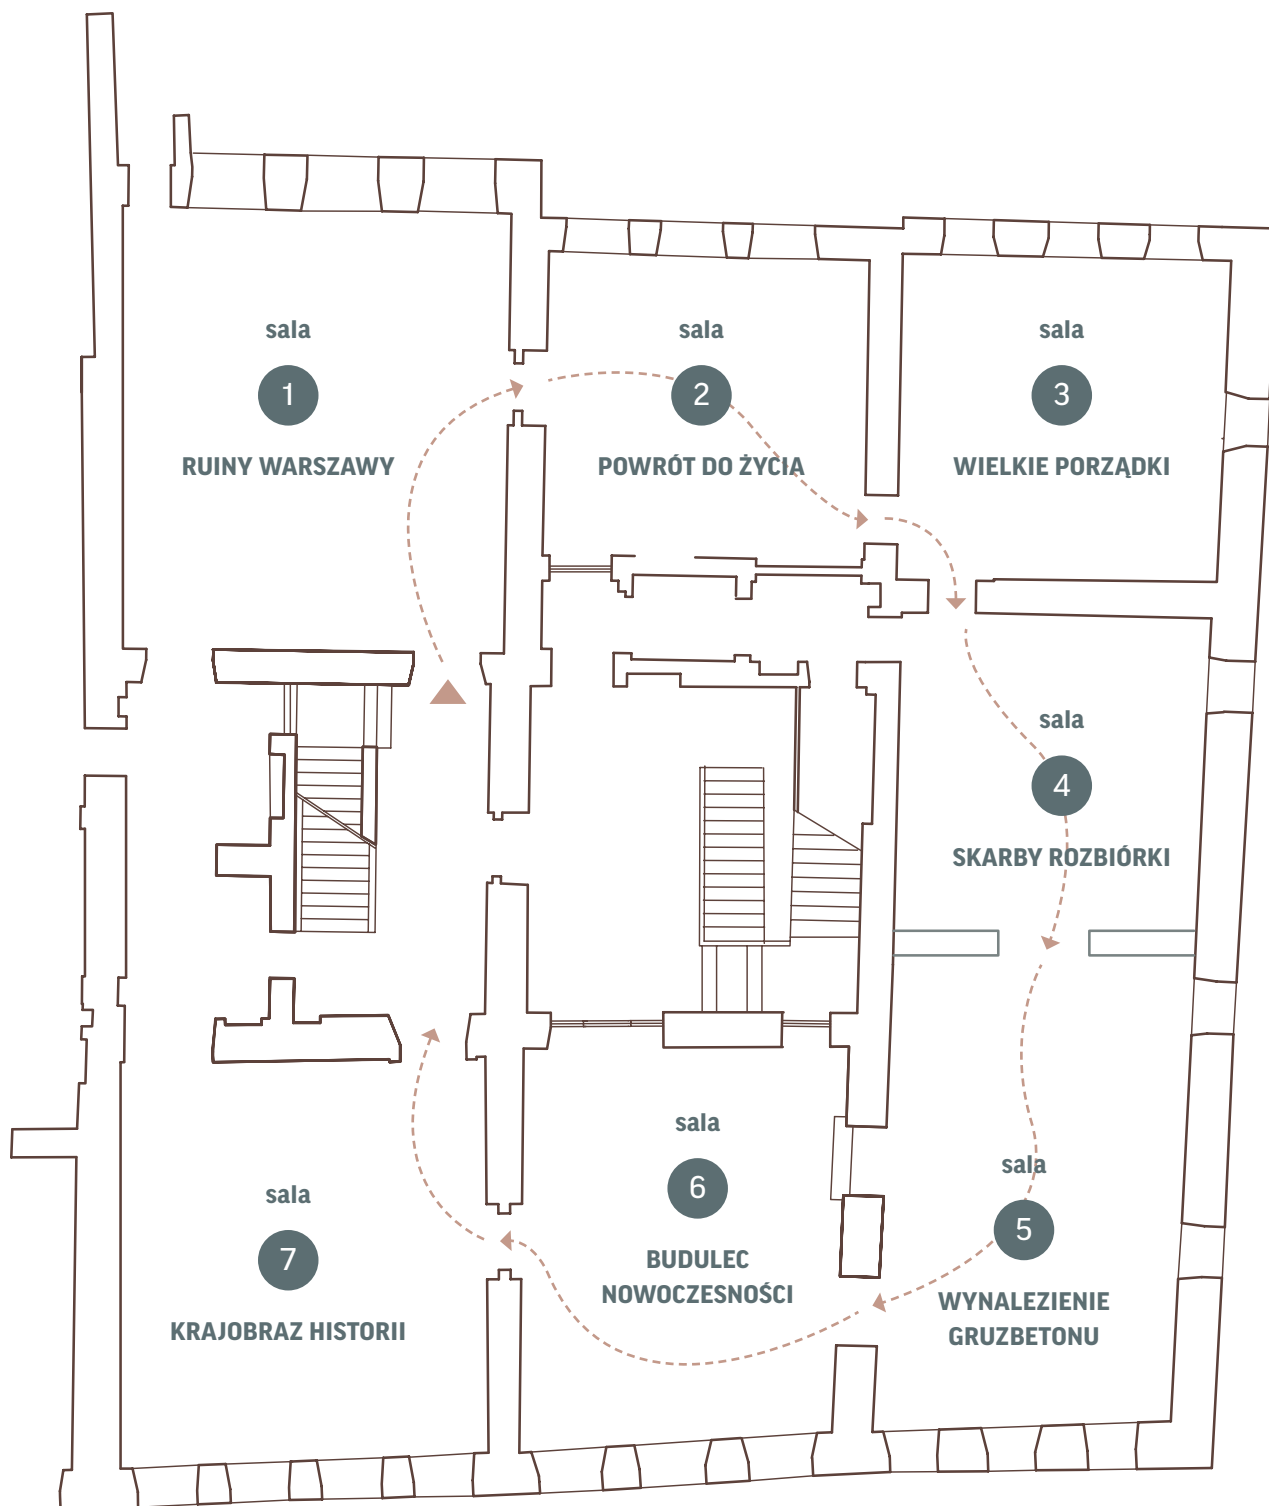 sala
1
RUINY WARSZAWY
sala
2
POWRÓT DO ŻYCIA
sala
3
WIELKIE PORZĄDKI
sala
4
SKARBY ROZBIÓRKI
sala
5
WYNALEZIENIE
GRUZBETONU
sala
6
BUDULEC
NOWOCZESNOŚCI
sala
7
KRAJOBRAZ HISTORII